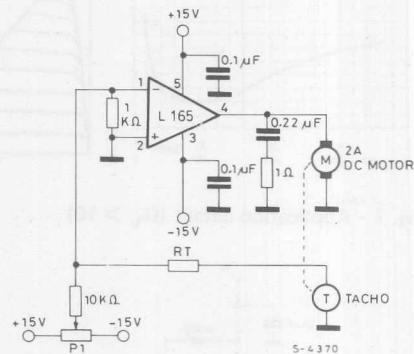 +15V
0.1µF
1
5
1
KΩ
−
L 165
4
+
2
3
0.22µF
0.1µF
1Ω
M
2A
DC MOTOR
−15V
RT
T
TACHO
10KΩ
+15V
−15V
P1
S-4370